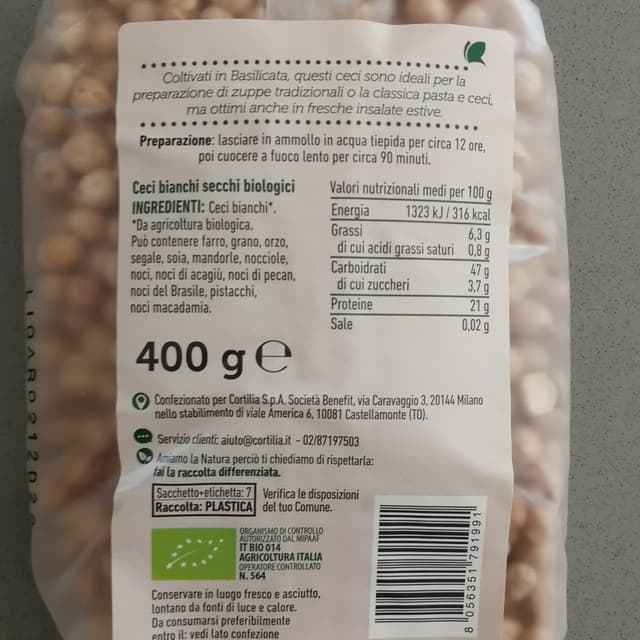 Coltivati in Basilicata, questi ceci sono ideali per la
preparazione di zuppe tradizionali o la classica pasta e ceci,
ma ottimi anche in fresche insalate estive.
Preparazione: lasciare in ammollo in acqua tiepida per circa 12 ore,
poi cuocere a fuoco lento per circa 90 minuti.
Ceci bianchi secchi biologici
INGREDIENTI: Ceci bianchi*.
*Da agricoltura biologica.
Può contenere farro, grano, orzo,
segale, soia, mandorle, nocciole,
noci, noci di acagiù, noci di pecan,
noci del Brasile, pistacchi,
noci macadamia.
Valori nutrizionali medi per 100 g
Energia 1323 kJ / 316 kcal
Grassi 6,3 g
di cui acidi grassi saturi 0,8 g
Carboidrati 47 g
di cui zuccheri 3,7 g
Proteine 21 g
Sale 0,02 g
400 g e
Confezionato per Cortilia S.p.A. Società Benefit, via Caravaggio 3, 20144 Milano
nello stabilimento di viale America 6, 10081 Castellamonte (TO).
Servizio clienti: aiuto@cortilia.it - 02/87197503
Amiamo la Natura perciò ti chiediamo di rispettarla:
fai la raccolta differenziata.
Sacchetto+etichetta: 7
Raccolta: PLASTICA
Verifica le disposizioni
del tuo Comune.
ORGANISMO DI CONTROLLO
AUTORIZZATO DAL MIPAAF
IT BIO 014
AGRICOLTURA ITALIA
OPERATORE CONTROLLATO
N. 564
Conservare in luogo fresco e asciutto,
lontano da fonti di luce e calore.
Da consumarsi preferibilmente
entro il: vedi lato confezione
8 056351 791991